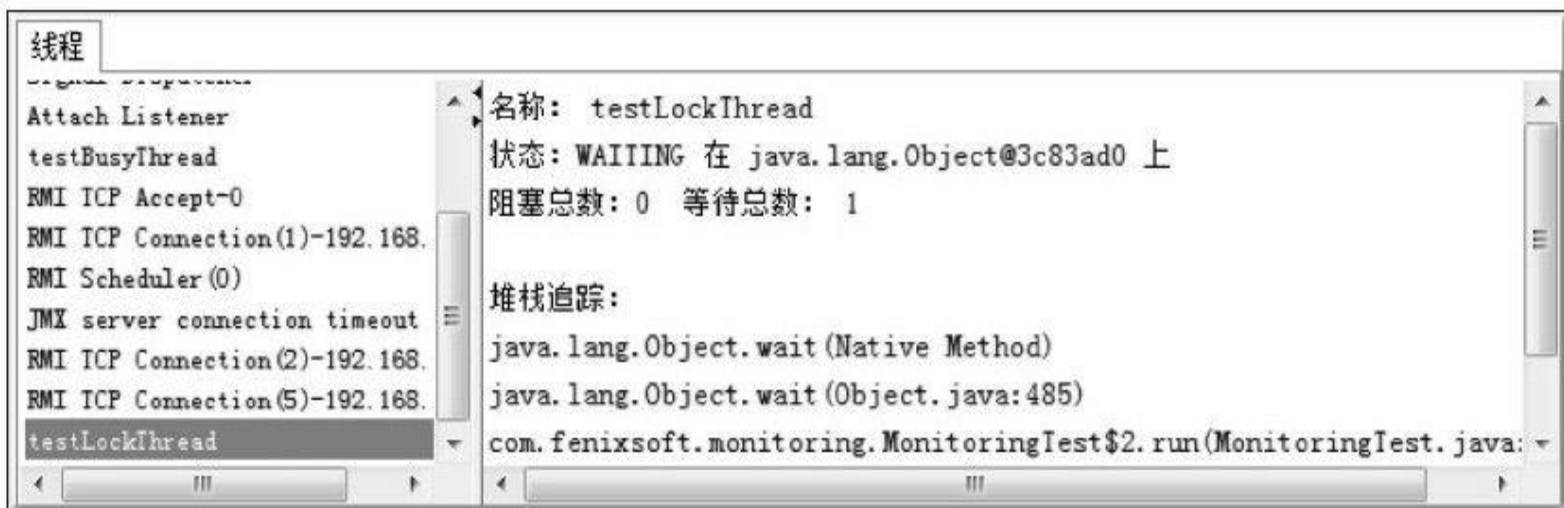 线程
Attach Listener
testBusyThread
RMI TCP Accept-0
RMI TCP Connection(1)-192.168.
RMI Scheduler(0)
JMX server connection timeout
RMI TCP Connection(2)-192.168.
RMI TCP Connection(5)-192.168.
testLockThread
名称: testLockThread
状态: WAITING 在 java.lang.Object@3c83ad0 上
阻塞总数: 0 等待总数: 1
堆栈追踪:
java.lang.Object.wait(Native Method)
java.lang.Object.wait(Object.java:485)
com.fenixsoft.monitoring.MonitoringTest$2.run(MonitoringTest.java: